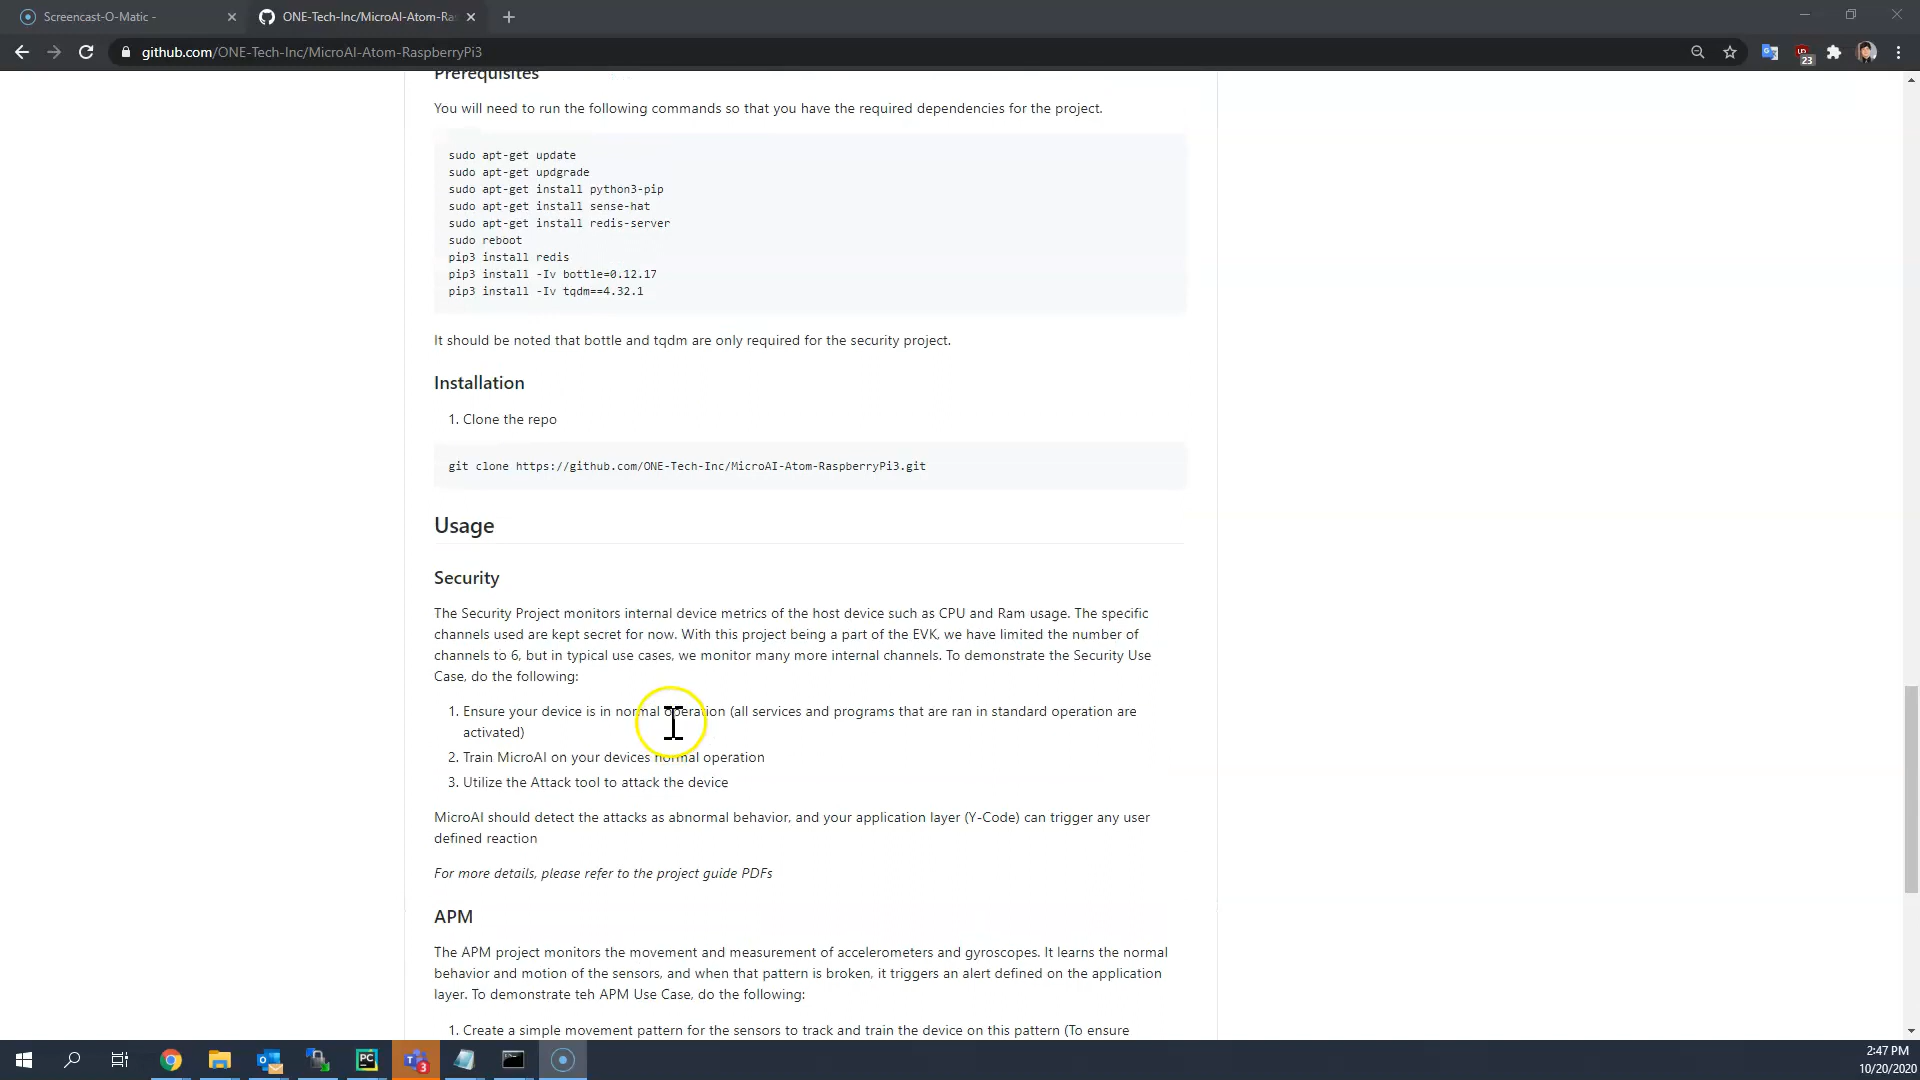 Screencast-O-Matic -
ONE-Tech-Inc/MicroAI-Atom-Ras
github.com/ONE-Tech-Inc/MicroAI-Atom-RaspberryPi3
23
Prerequisites
You will need to run the following commands so that you have the required dependencies for the project.
sudo apt-get update
sudo apt-get updgrade
sudo apt-get install python3-pip
sudo apt-get install sense-hat
sudo apt-get install redis-server
sudo reboot
pip3 install redis
pip3 install -Iv bottle=0.12.17
pip3 install -Iv tqdm==4.32.1
It should be noted that bottle and tqdm are only required for the security project.
Installation
1. Clone the repo
git clone https://github.com/ONE-Tech-Inc/MicroAI-Atom-RaspberryPi3.git
Usage
Security
The Security Project monitors internal device metrics of the host device such as CPU and Ram usage. The specific
channels used are kept secret for now. With this project being a part of the EVK, we have limited the number of
channels to 6, but in typical use cases, we monitor many more internal channels. To demonstrate the Security Use
Case, do the following:
1. Ensure your device is in normal operation (all services and programs that are ran in standard operation are
activated)
2. Train MicroAI on your devices normal operation
3. Utilize the Attack tool to attack the device
MicroAI should detect the attacks as abnormal behavior, and your application layer (Y-Code) can trigger any user
defined reaction
For more details, please refer to the project guide PDFs
APM
The APM project monitors the movement and measurement of accelerometers and gyroscopes. It learns the normal
behavior and motion of the sensors, and when that pattern is broken, it triggers an alert defined on the application
layer. To demonstrate teh APM Use Case, do the following:
1. Create a simple movement pattern for the sensors to track and train the device on this pattern (To ensure
PC
3
2:47 PM
10/20/2020